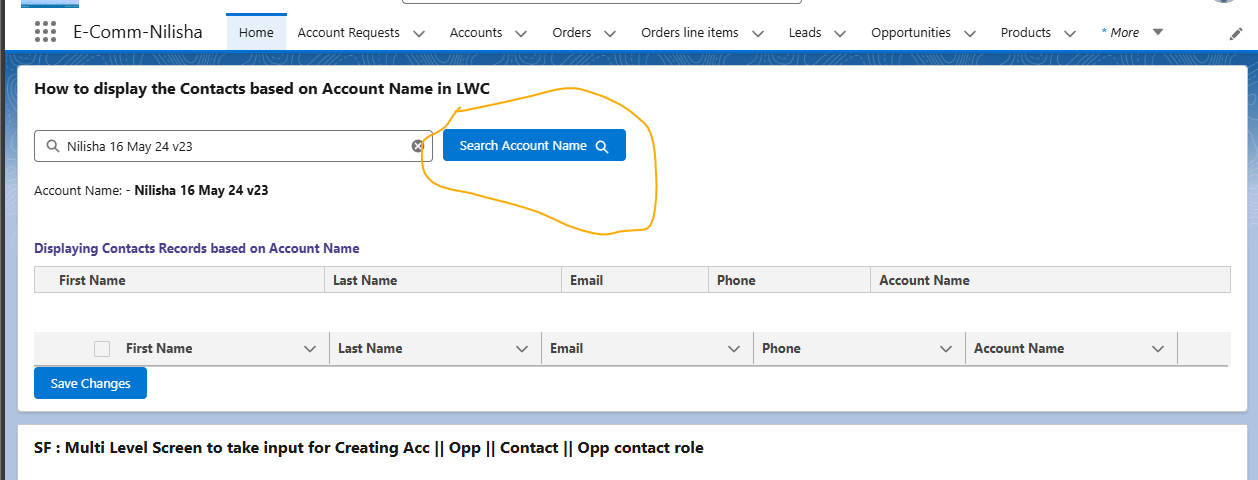 E-Comm-Nilisha Home Account Requests Accounts Orders Orders line items Leads Opportunities Products * More
How to display the Contacts based on Account Name in LWC
Nilisha 16 May 24 v23 Search Account Name
Account Name: - Nilisha 16 May 24 v23
Displaying Contacts Records based on Account Name
First Name Last Name Email Phone Account Name
First Name Last Name Email Phone Account Name
Save Changes
SF : Multi Level Screen to take input for Creating Acc || Opp || Contact || Opp contact role